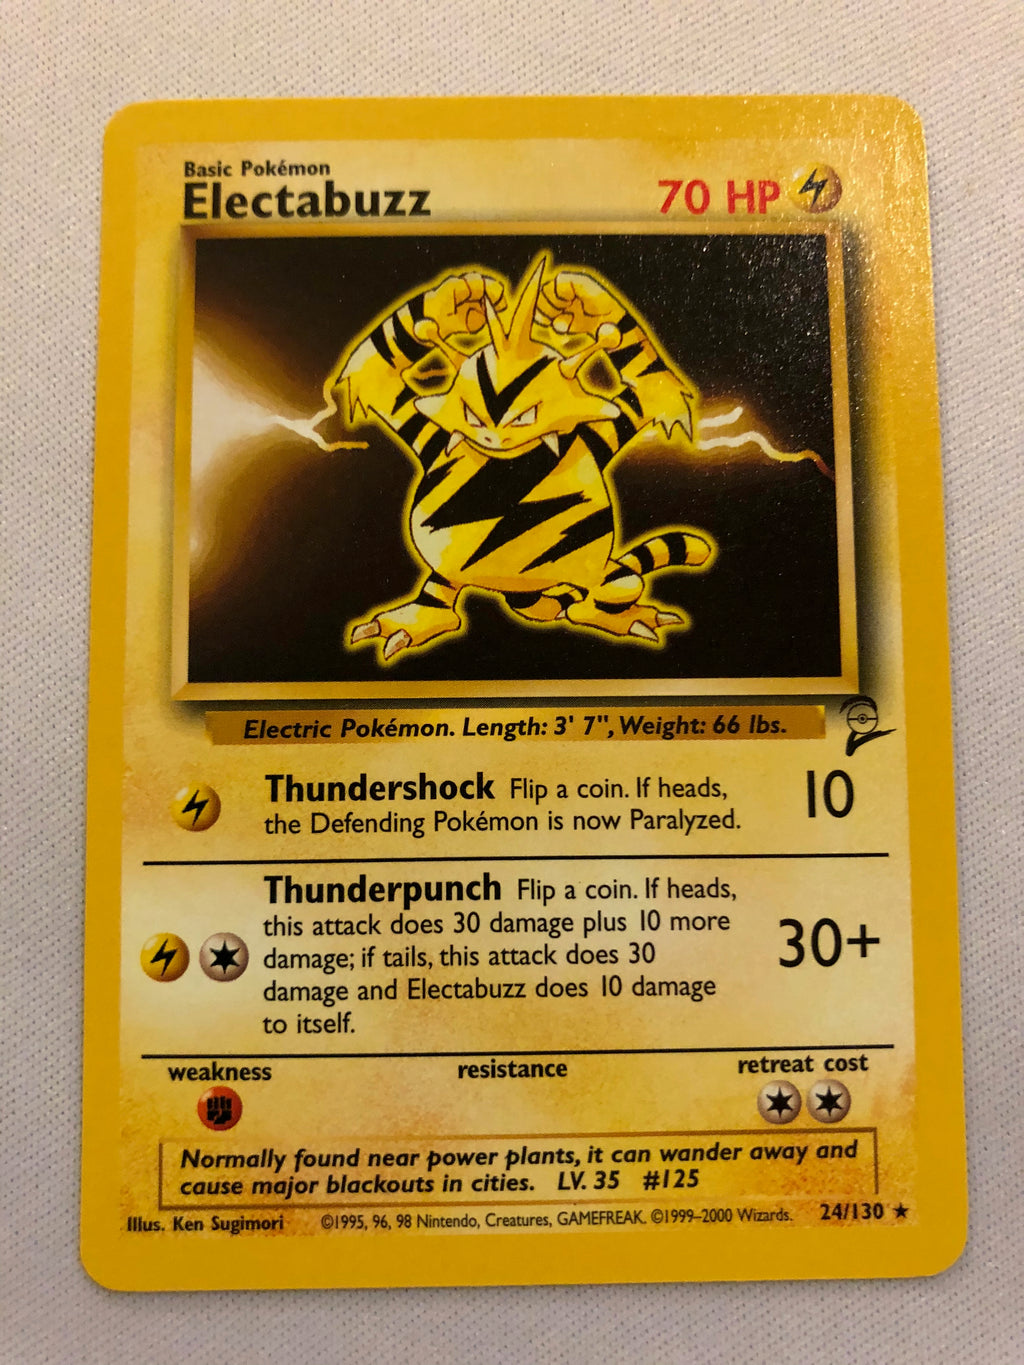 Basic Pokémon
Electabuzz
70 HP
Electric Pokémon. Length: 3' 7", Weight: 66 lbs.
Thundershock Flip a coin. If heads,
the Defending Pokémon is now Paralyzed.
10
Thunderpunch Flip a coin. If heads,
this attack does 30 damage plus 10 more
damage; if tails, this attack does 30
damage and Electabuzz does 10 damage
to itself.
30+
weakness
resistance
retreat cost
Normally found near power plants, it can wander away and
cause major blackouts in cities. LV. 35 #125
Illus. Ken Sugimori ©1995, 96, 98 Nintendo, Creatures, GAMEFREAK. ©1999–2000 Wizards. 24/130 ★